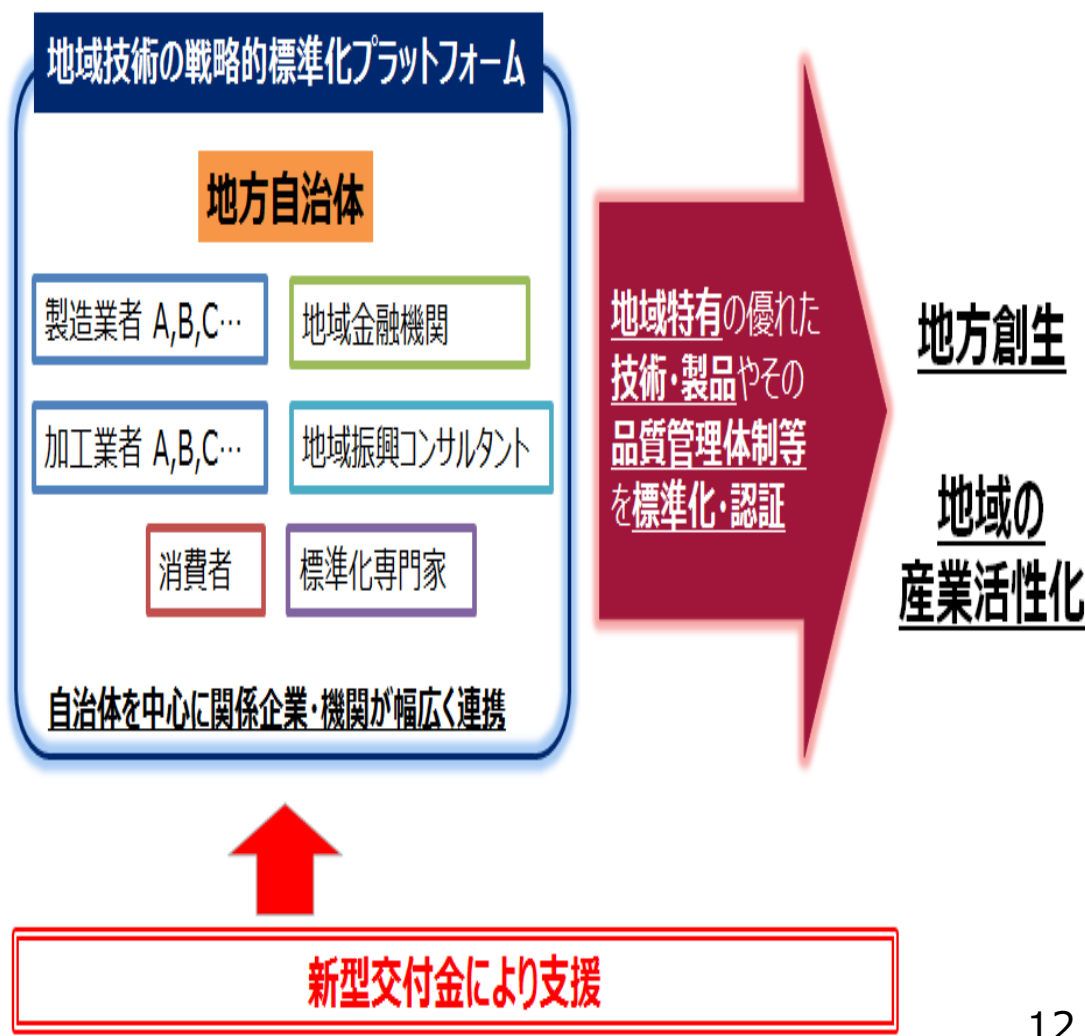 地域技術の戦略的標準化プラットフォーム
地方自治体
製造業者 A,B,C…
地域金融機関
加工業者 A,B,C…
地域振興コンサルタント
消費者
標準化専門家
自治体を中心に関係企業・機関が幅広く連携
地域特有の優れた
技術・製品やその
品質管理体制等
を標準化・認証
地方創生
地域の
産業活性化
新型交付金により支援
12